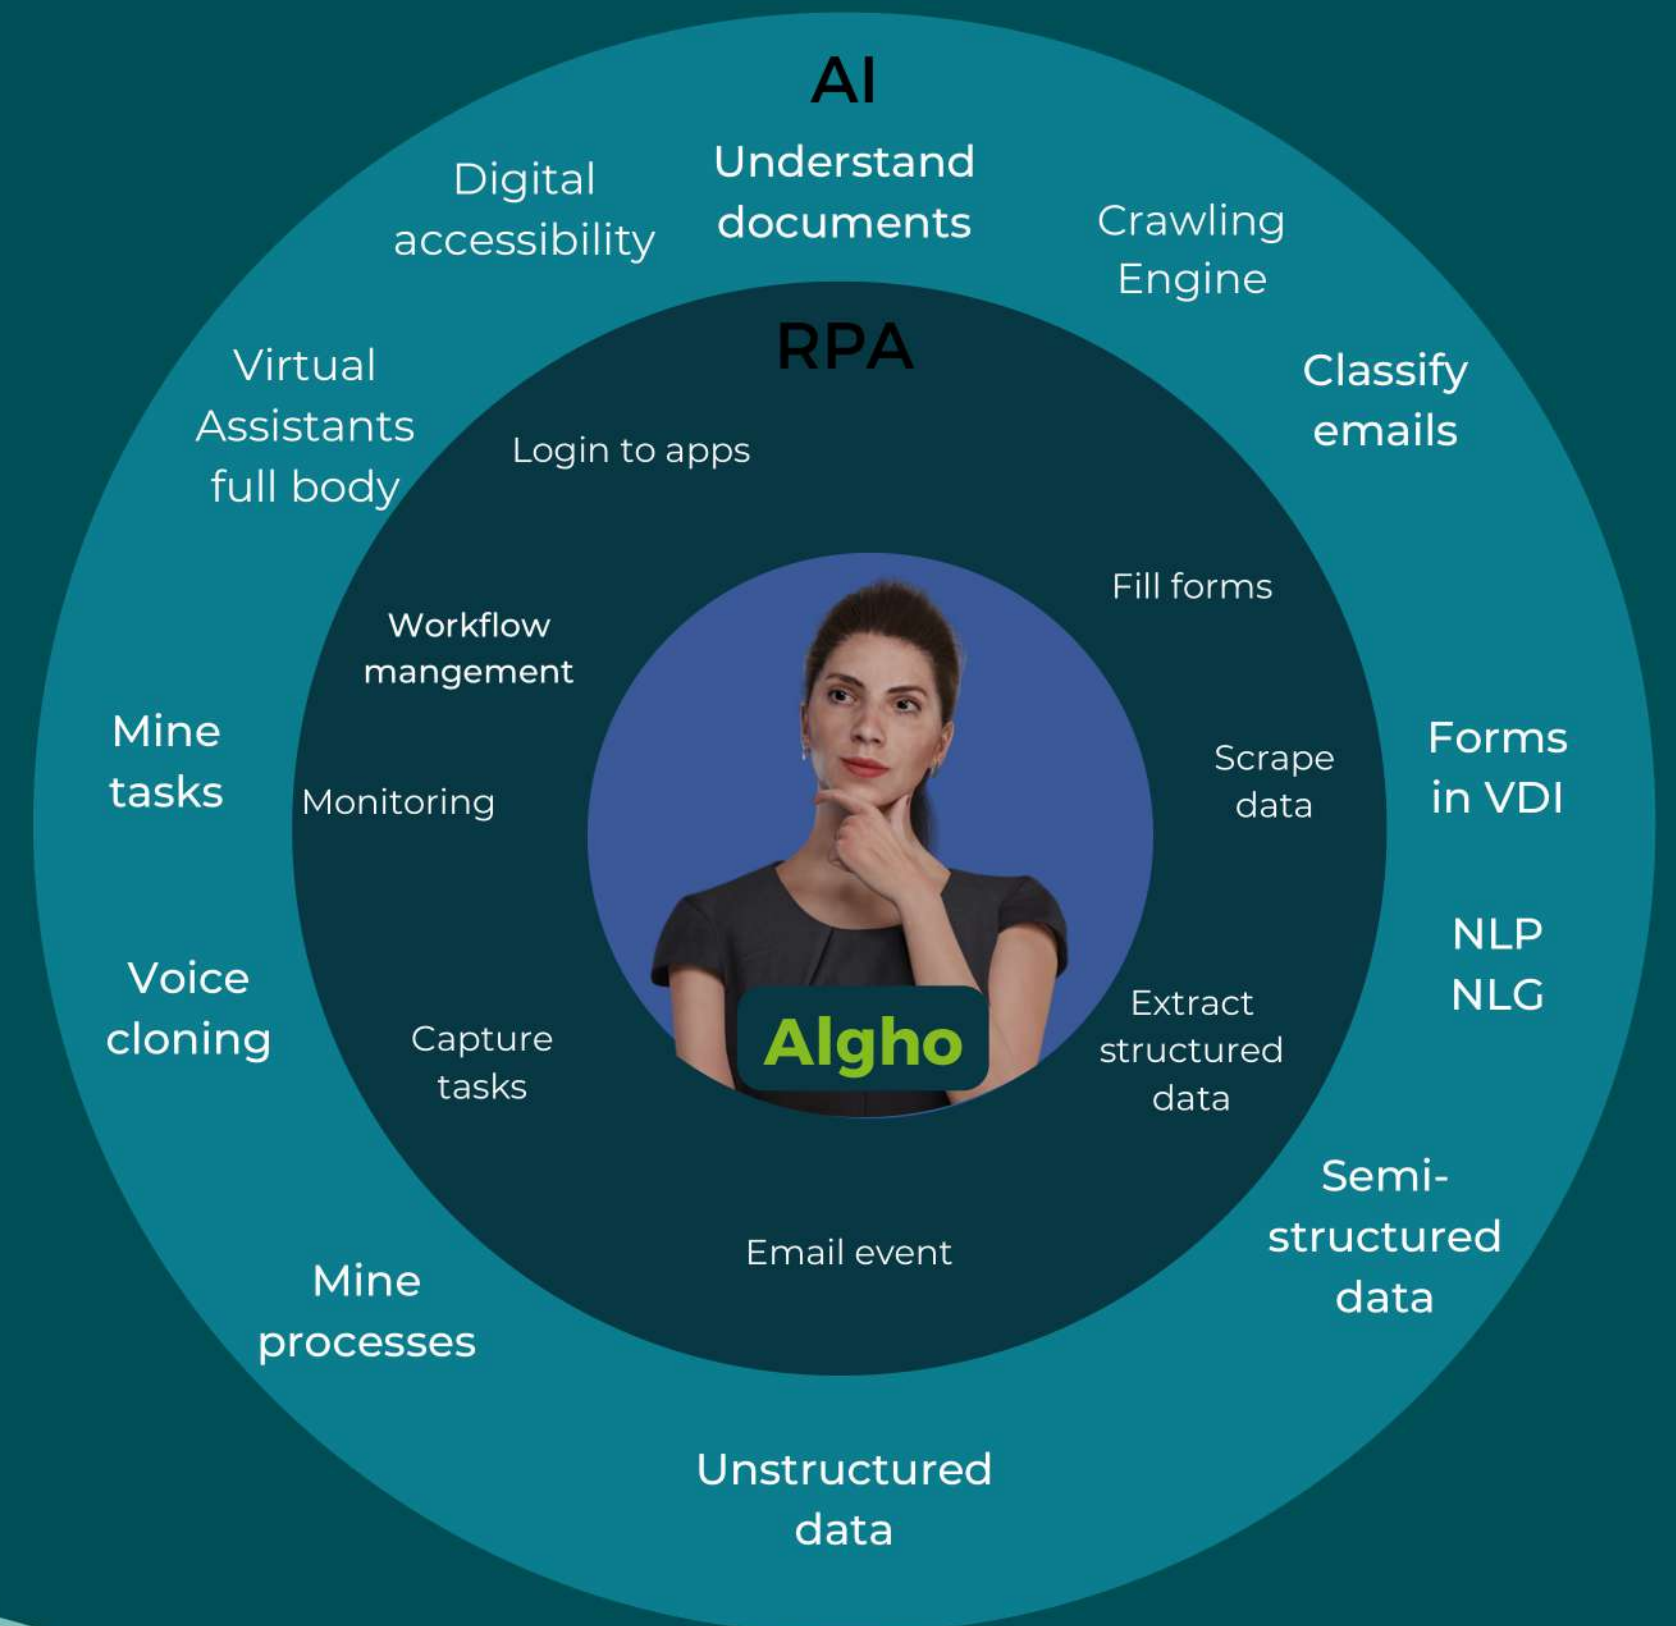 AI
Understand
documents
Digital
accessibility
Crawling
Engine
Virtual
Assistants
full body
Classify
emails
Mine
tasks
Forms
in VDI
Voice
cloning
NLP
NLG
Mine
processes
Semi-
structured
data
Unstructured
data
RPA
Login to apps
Fill forms
Workflow
mangement
Scrape
data
Monitoring
Capture
tasks
Extract
structured
data
Email event
Algho